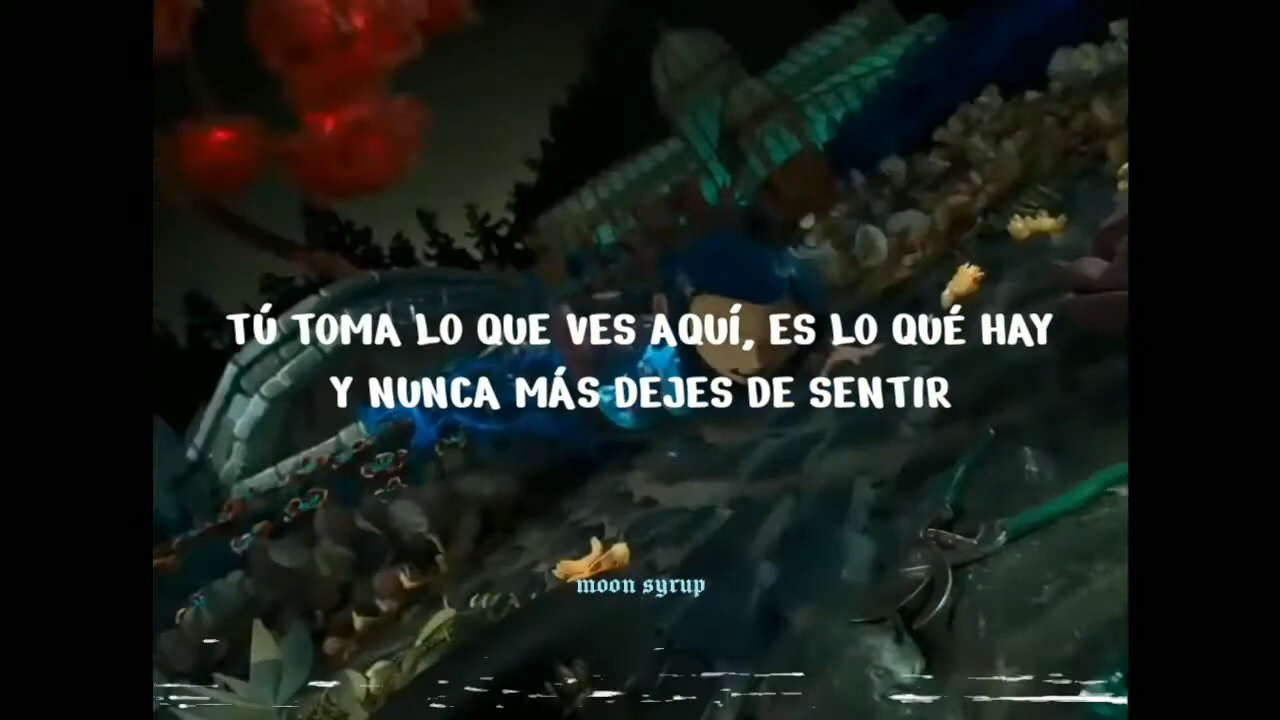 TÚ TOMA LO QUE VES AQUÍ, ES LO QUÉ HAY
Y NUNCA MÁS DEJES DE SENTIR
moon syrup